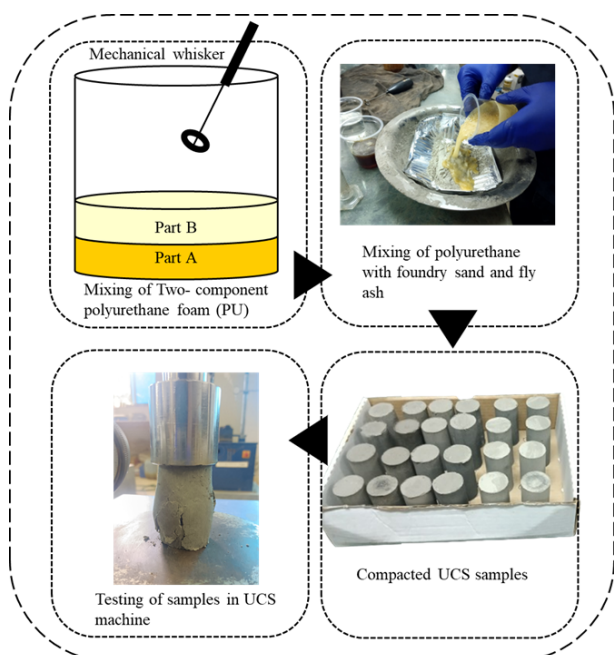 Mechanical whisker
Part B
Part A
Mixing of Two- component
polyurethane foam (PU)
Mixing of polyurethane
with foundry sand and fly
ash
Compacted UCS samples
Testing of samples in UCS
machine